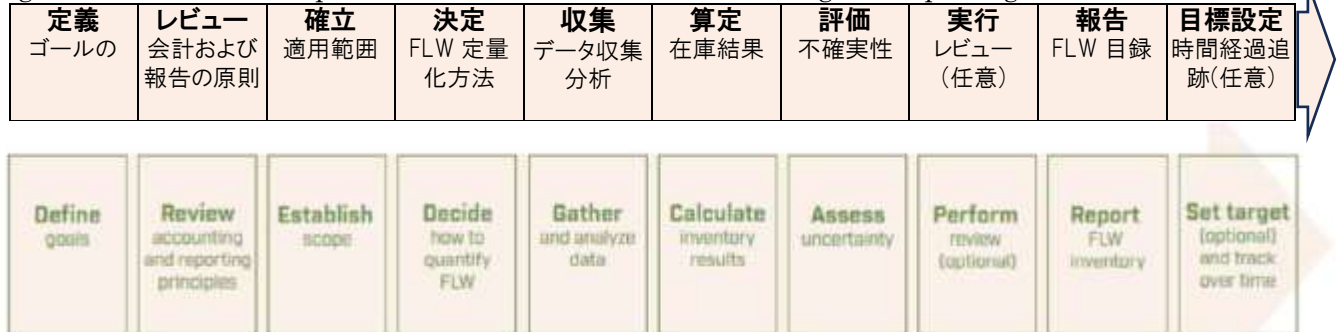 定義
ゴールの
レビュー
会計および
報告の原則
確立
適用範囲
決定
FLW 定量
化方法
収集
データ収集
分析
算定
在庫結果
評価
不確実性
実行
レビュー
(任意)
報告
FLW 目録
目標設定
時間経過追
跡(任意)
Define
goals
Review
accounting
and reporting
principles
Establish
scope
Decide
how to
quantify
FLW
Gather
and analyze
data
Calculate
inventory
results
Assess
uncertainty
Perform
review
(optional)
Report
FLW
inventory
Set target
(optional)
and track
over time